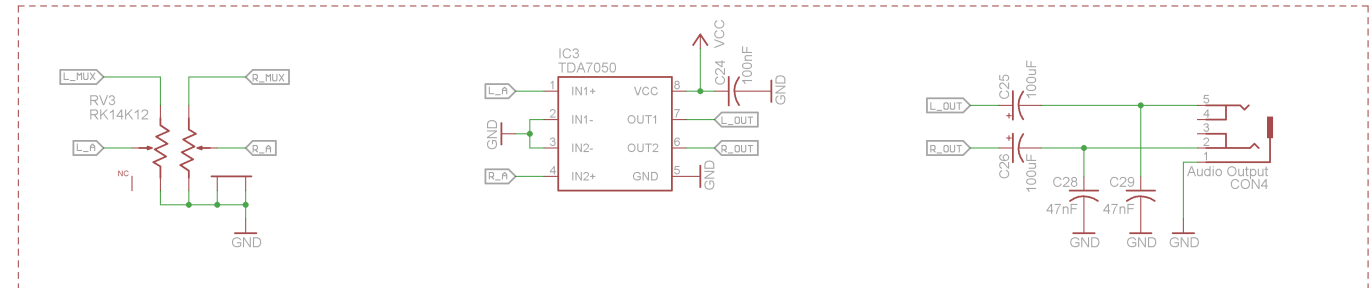 L_MUX
R_MUX
RV3
RK14K12
L_A
R_A
NC
GND
IC3
TDA7050
L_A
1
IN1+
VCC
8
VCC
C24
100nF
GND
2
IN1-
OUT1
7
L_OUT
GND
3
IN2-
OUT2
6
R_OUT
R_A
4
IN2+
GND
5
GND
L_OUT
C25
100uF
+
R_OUT
C26
100uF
+
C28
47nF
C29
47nF
GND
GND
GND
5
4
3
2
1
Audio Output
CON4